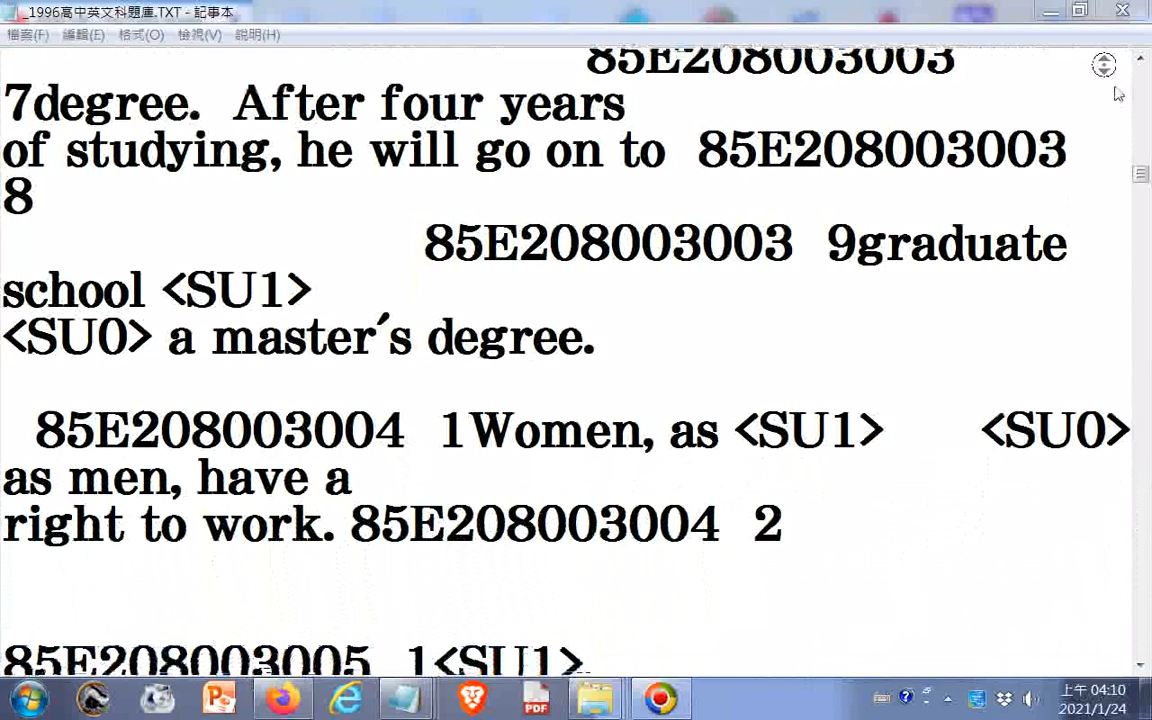 _1996高中英文科題庫.TXT - 記事本
檔案(F) 編輯(E) 格式(O) 檢視(V) 說明(H)
85E208003003
7degree.  After four years
of studying, he will go on to  85E208003003
8
85E208003003  9graduate
school <SU1>
<SU0> a master's degree.
85E208003004  1Women, as <SU1>     <SU0>
as men, have a
right to work. 85E208003004  2
85E208003005  1<SU1>
PDF
上午 04:10
2021/1/24